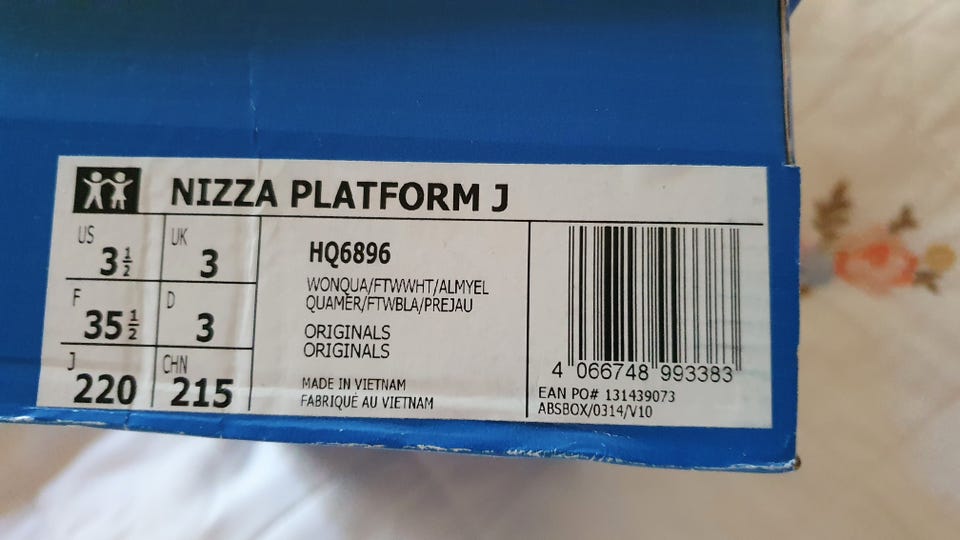 NIZZA PLATFORM J
US 3 1/2 UK 3
F 35 1/2 D 3
J 220 CHN 215
HQ6896
WONQUA/FTWWHT/ALMYEL
QUAMER/FTWBLA/PREJAU
ORIGINALS
ORIGINALS
MADE IN VIETNAM
FABRIQUÉ AU VIETNAM
4 066748 993383
EAN PO# 131439073
ABSBOX/0314/V10